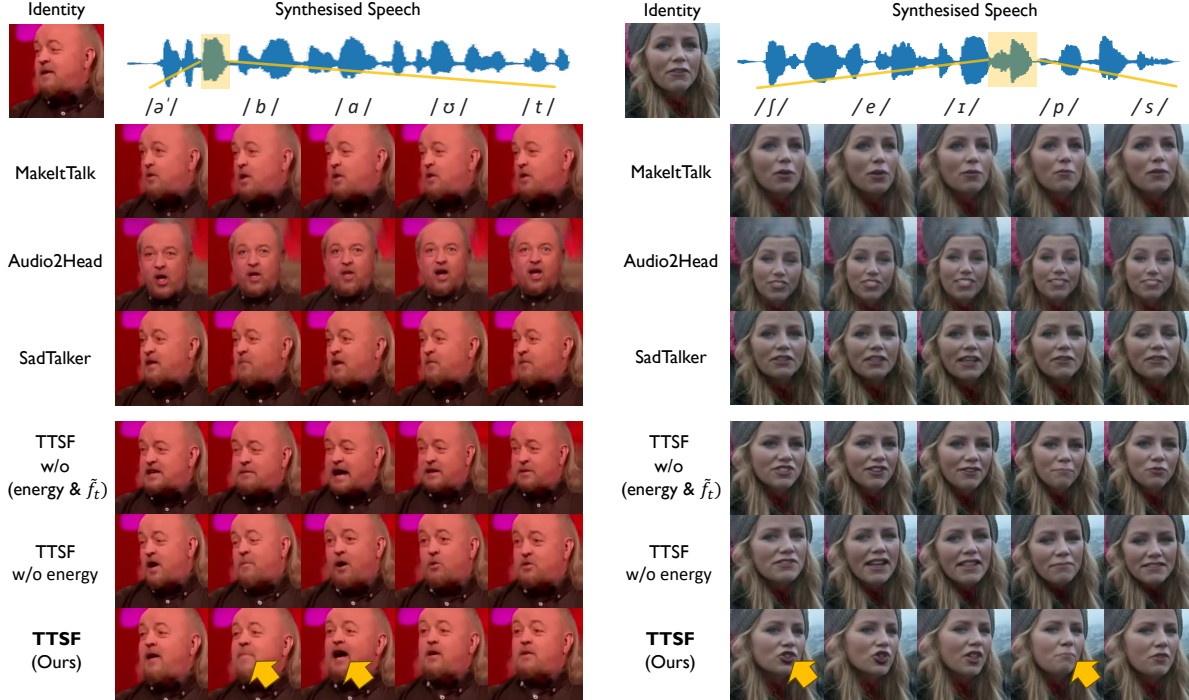 Identity
Synthesised Speech
/əˈ/
/b/
/ɑ/
/ʊ/
/t/
MakeItTalk
Audio2Head
SadTalker
TTSF
w/o
(energy & f̃ₜ)
TTSF
w/o energy
TTSF
(Ours)
Identity
Synthesised Speech
/ʃ/
/e/
/ɪ/
/p/
/s/
MakeItTalk
Audio2Head
SadTalker
TTSF
w/o
(energy & f̃ₜ)
TTSF
w/o energy
TTSF
(Ours)